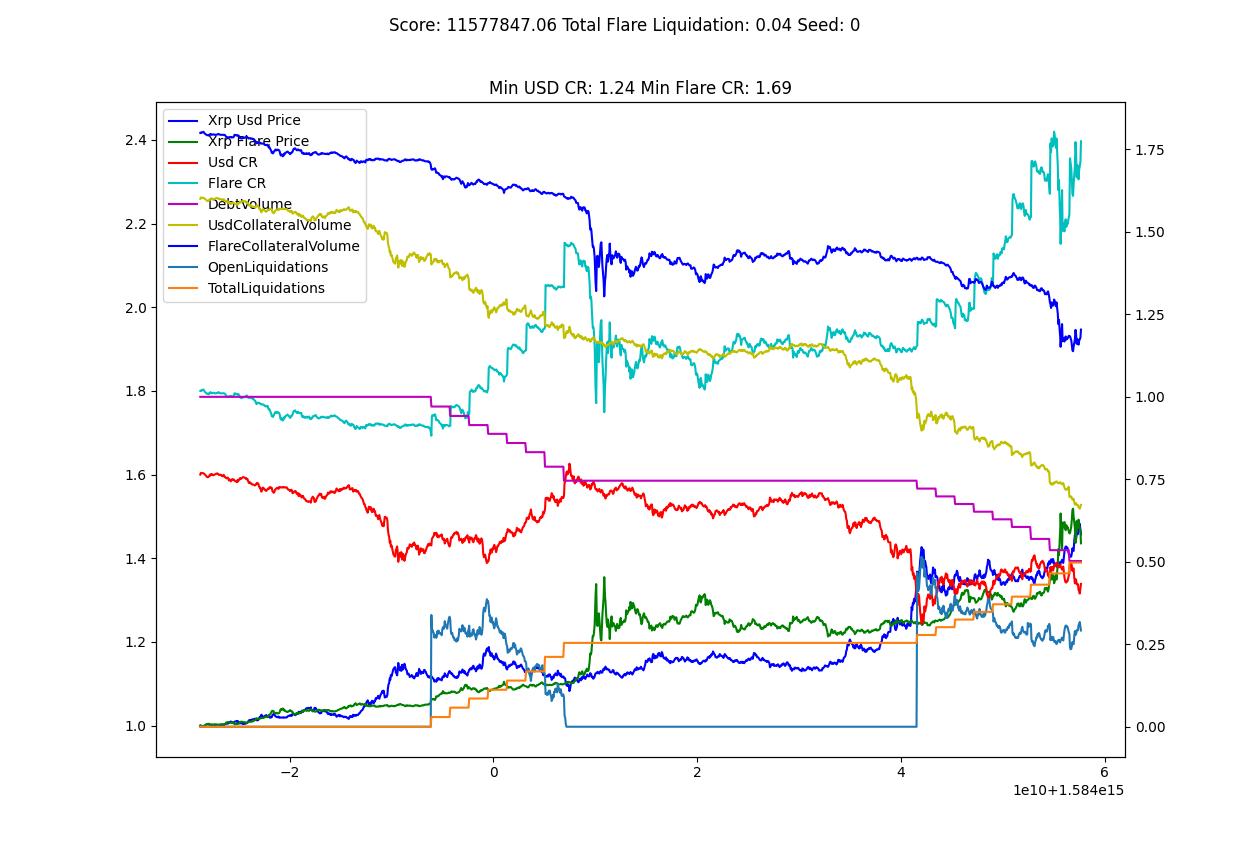 Score: 11577847.06 Total Flare Liquidation: 0.04 Seed: 0
Min USD CR: 1.24 Min Flare CR: 1.69
Xrp Usd Price
Xrp Flare Price
Usd CR
Flare CR
DebtVolume
UsdCollateralVolume
FlareCollateralVolume
OpenLiquidations
TotalLiquidations
2.4
2.2
2.0
1.8
1.6
1.4
1.2
1.0
1.75
1.50
1.25
1.00
0.75
0.50
0.25
0.00
−2 0 2 4 6
1e10+1.584e15